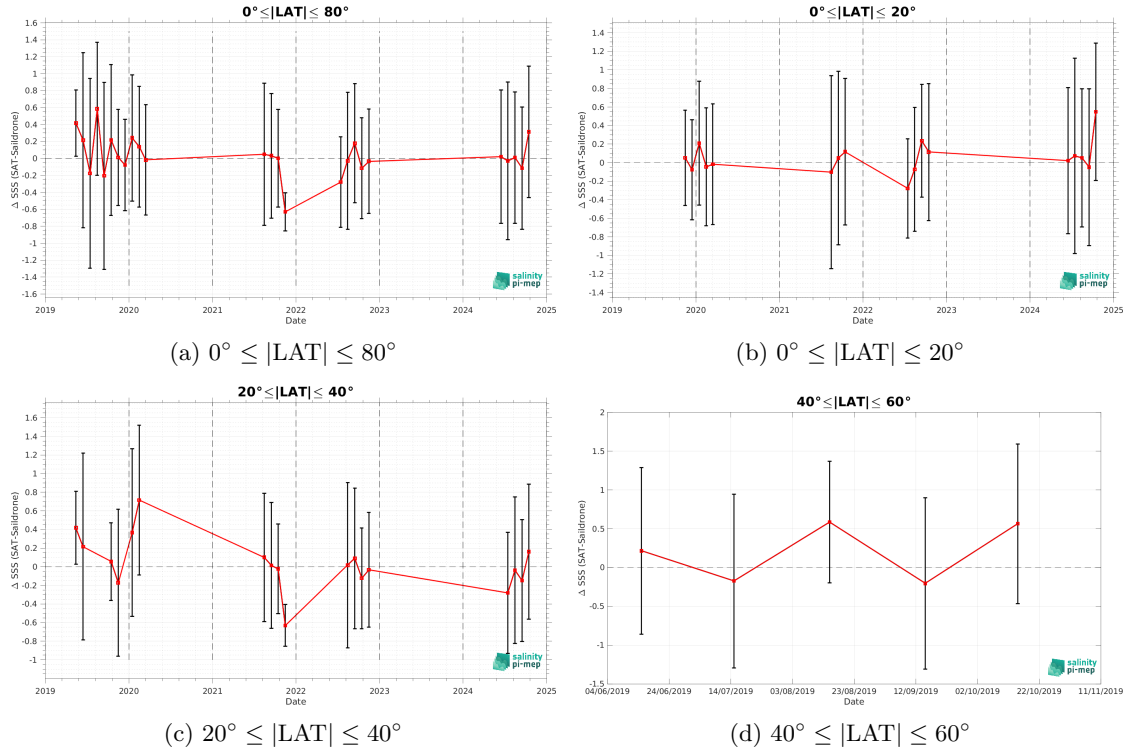 0°≤|LAT|≤ 80°
Δ SSS (SAT-Saildrone)
1.6
1.4
1.2
1
0.8
0.6
0.4
0.2
0
-0.2
-0.4
-0.6
-0.8
-1
-1.2
-1.4
-1.6
2019 2020 2021 2022 2023 2024 2025
Date
salinity
pi-mep
(a) 0° ≤ |LAT| ≤ 80°
0°≤|LAT|≤ 20°
Δ SSS (SAT-Saildrone)
1.4
1.2
1
0.8
0.6
0.4
0.2
0
-0.2
-0.4
-0.6
-0.8
-1
-1.2
-1.4
2019 2020 2021 2022 2023 2024 2025
Date
salinity
pi-mep
(b) 0° ≤ |LAT| ≤ 20°
20°≤|LAT|≤ 40°
Δ SSS (SAT-Saildrone)
1.6
1.4
1.2
1
0.8
0.6
0.4
0.2
0
-0.2
-0.4
-0.6
-0.8
-1
2019 2020 2021 2022 2023 2024 2025
Date
salinity
pi-mep
(c) 20° ≤ |LAT| ≤ 40°
40°≤|LAT|≤ 60°
Δ SSS (SAT-Saildrone)
2
1.5
1
0.5
0
-0.5
-1
-1.5
04/06/2019 24/06/2019 14/07/2019 03/08/2019 23/08/2019 12/09/2019 02/10/2019 22/10/2019 11/11/2019
Date
salinity
pi-mep
(d) 40° ≤ |LAT| ≤ 60°